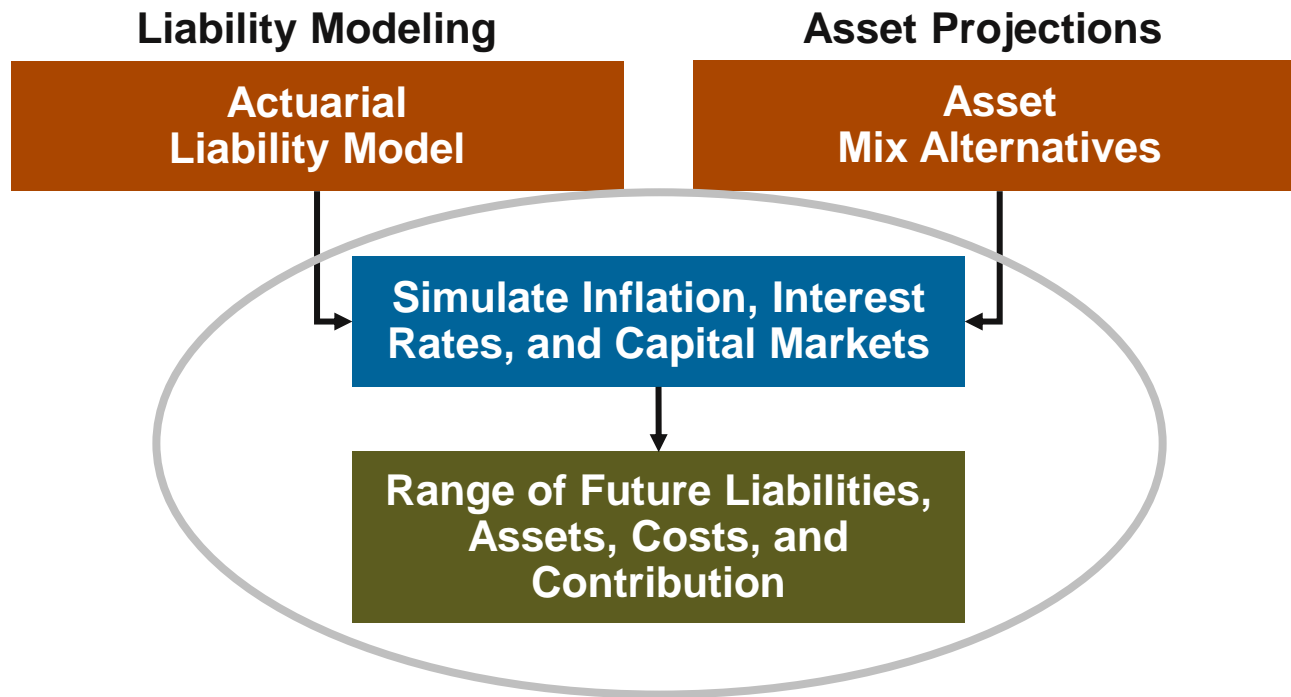 Liability Modeling
Asset Projections
Actuarial
Liability Model
Asset
Mix Alternatives
Simulate Inflation, Interest
Rates, and Capital Markets
Range of Future Liabilities,
Assets, Costs, and
Contribution